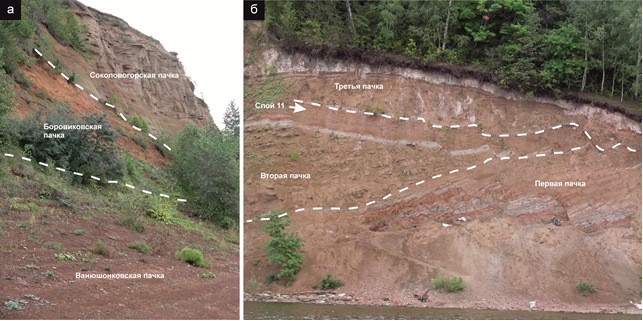 а
Соколовогорская пачка
Боровиковская
пачка
Ванюшонковская пачка
б
Третья пачка
Слой 11
Вторая пачка
Первая пачка